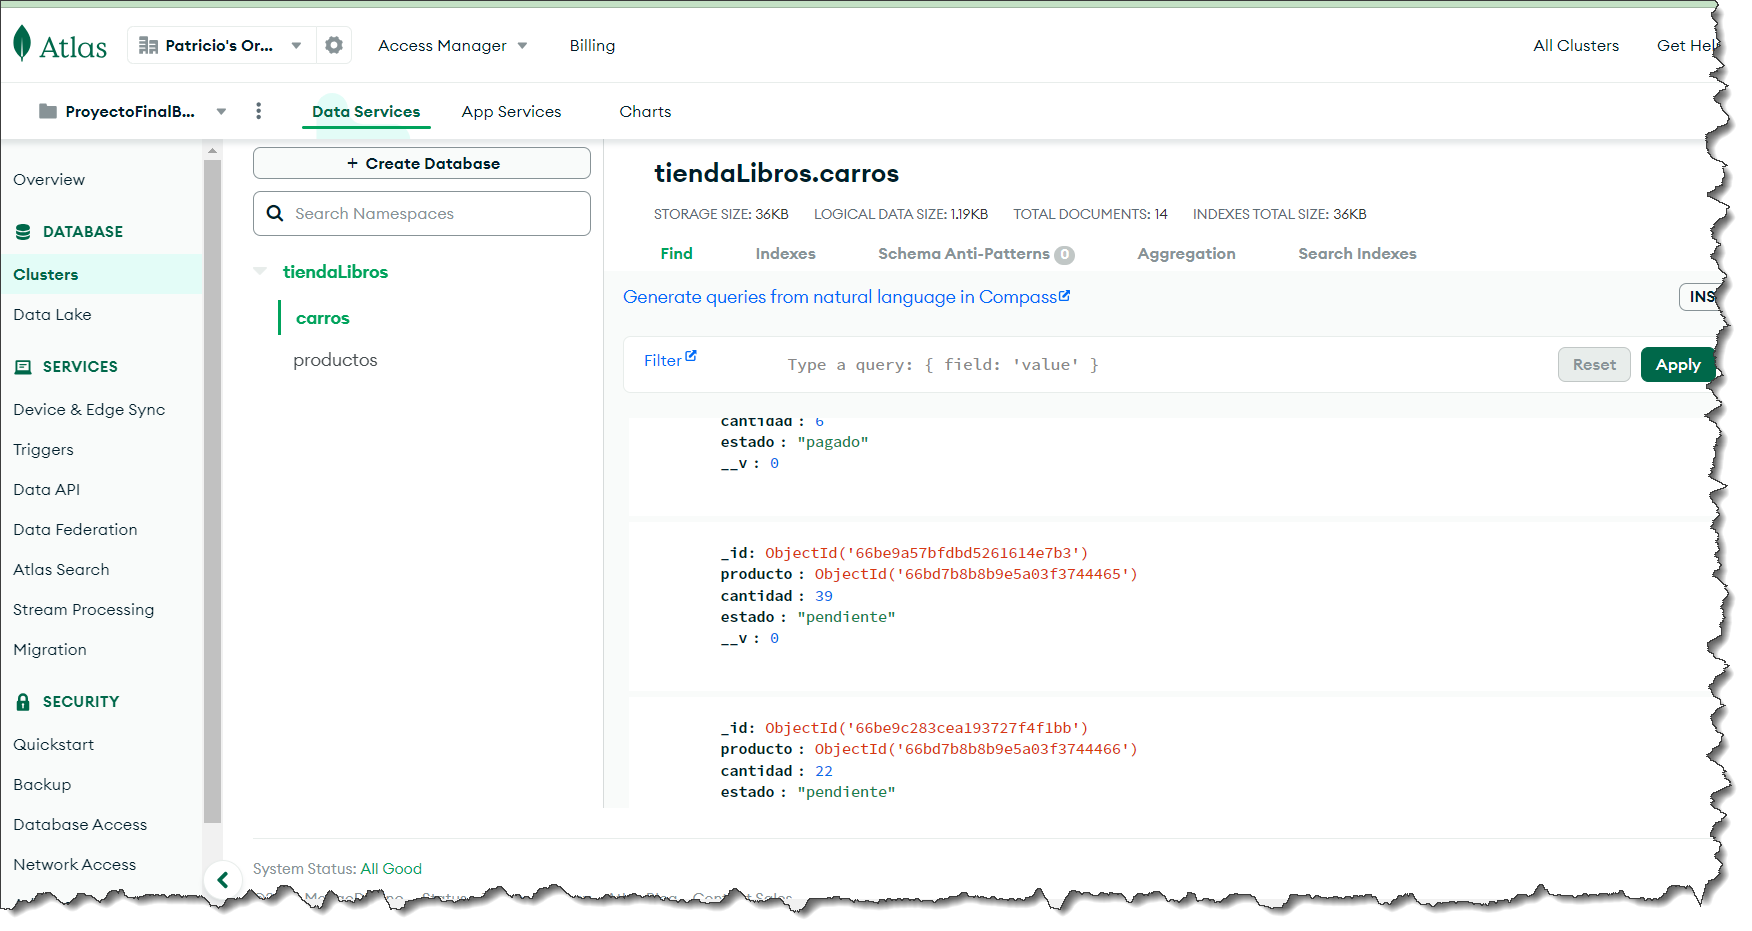 Atlas
Patricio's Or...
Access Manager
Billing
All Clusters
Get Hel
ProyectoFinalB...
Data Services
App Services
Charts
Overview
DATABASE
Clusters
Data Lake
SERVICES
Device & Edge Sync
Triggers
Data API
Data Federation
Atlas Search
Stream Processing
Migration
SECURITY
Quickstart
Backup
Database Access
Network Access
+ Create Database
Search Namespaces
tiendaLibros
carros
productos
tiendaLibros.carros
STORAGE SIZE: 36KB LOGICAL DATA SIZE: 1.19KB TOTAL DOCUMENTS: 14 INDEXES TOTAL SIZE: 36KB
Find Indexes Schema Anti-Patterns 0 Aggregation Search Indexes
Generate queries from natural language in Compass
INS
Filter
Type a query: { field: 'value' }
Reset
Apply
cantidad : 6
estado : "pagado"
__v : 0
_id: ObjectId('66be9a57bfdbd5261614e7b3')
producto : ObjectId('66bd7b8b8b9e5a03f3744465')
cantidad : 39
estado : "pendiente"
__v : 0
_id: ObjectId('66be9c283cea193727f4f1bb')
producto : ObjectId('66bd7b8b8b9e5a03f3744466')
cantidad : 22
estado : "pendiente"
System Status: All Good